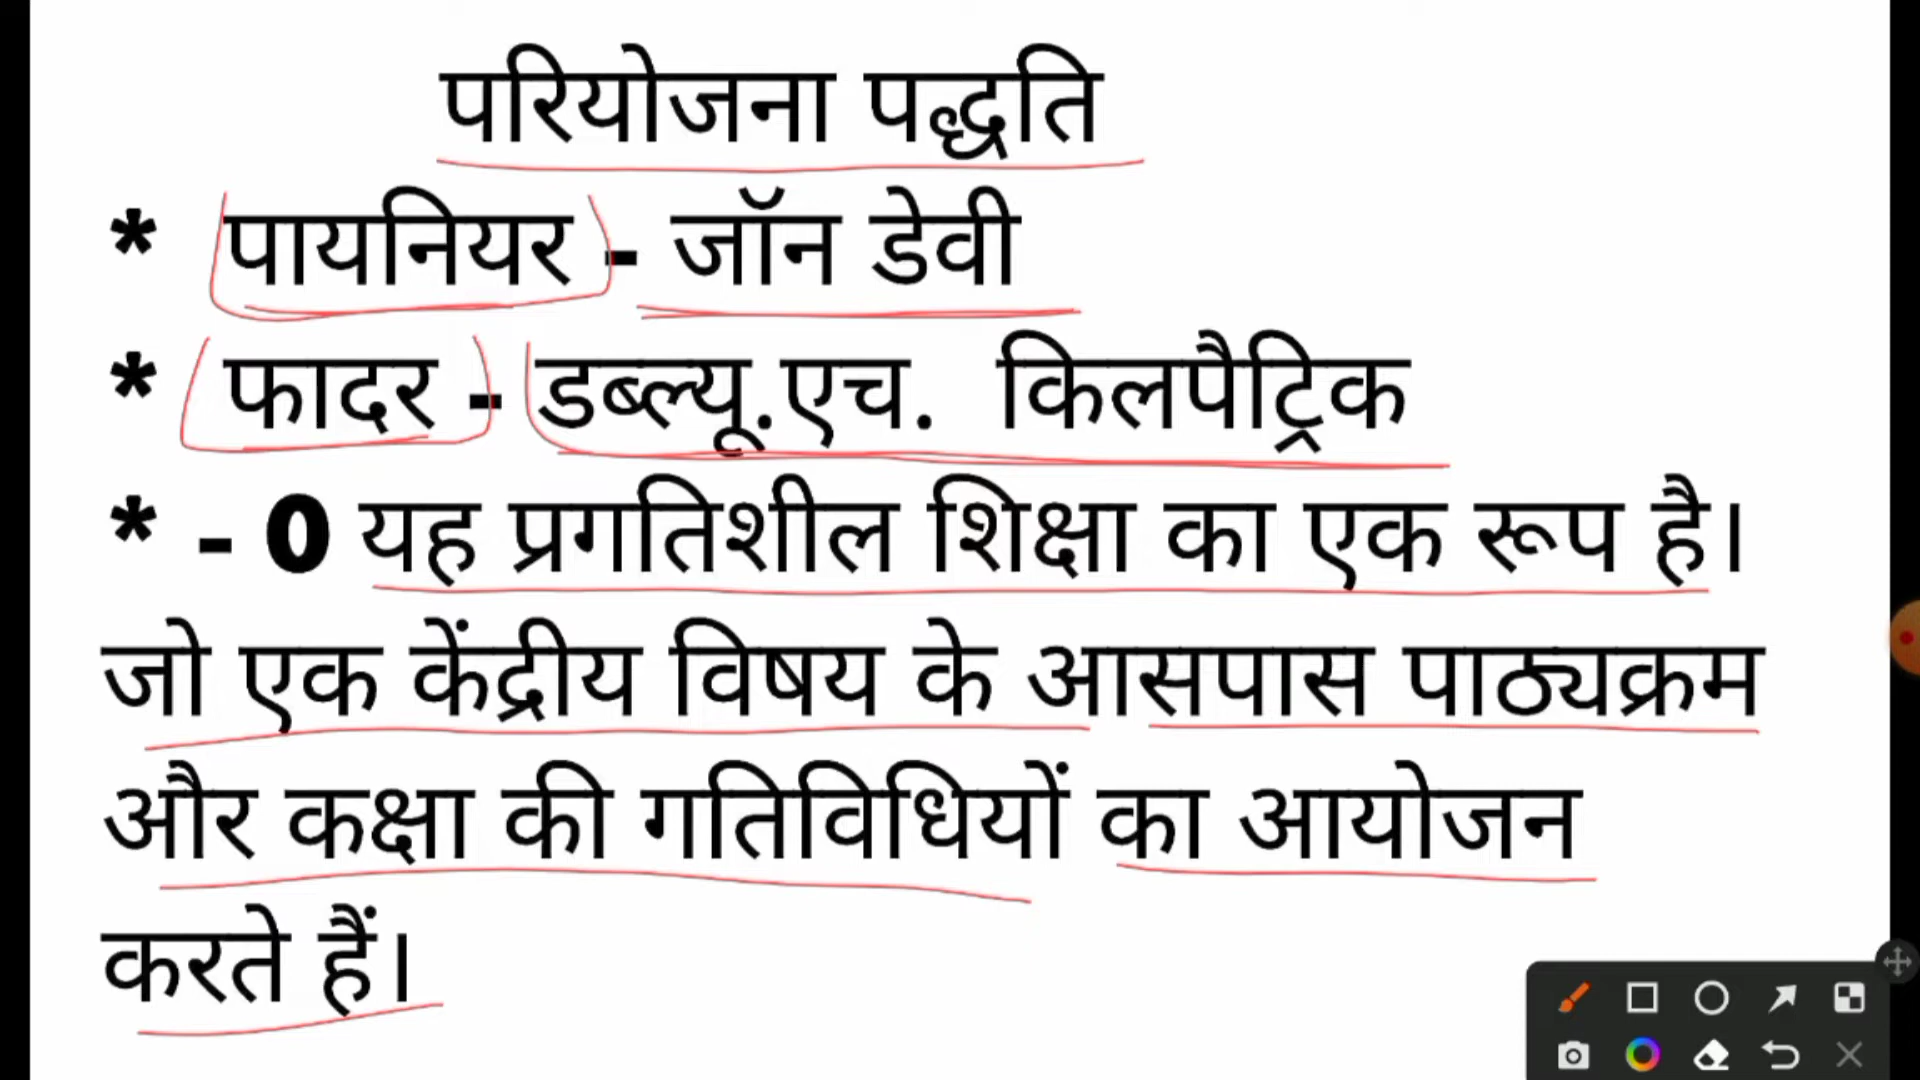 परियोजना पद्धति
* पायनियर - जॉन डेवी
* फादर - डब्ल्यू.एच. किलपैट्रिक
* - 0 यह प्रगतिशील शिक्षा का एक रूप है।
जो एक केंद्रीय विषय के आसपास पाठ्यक्रम
और कक्षा की गतिविधियों का आयोजन
करते हैं।